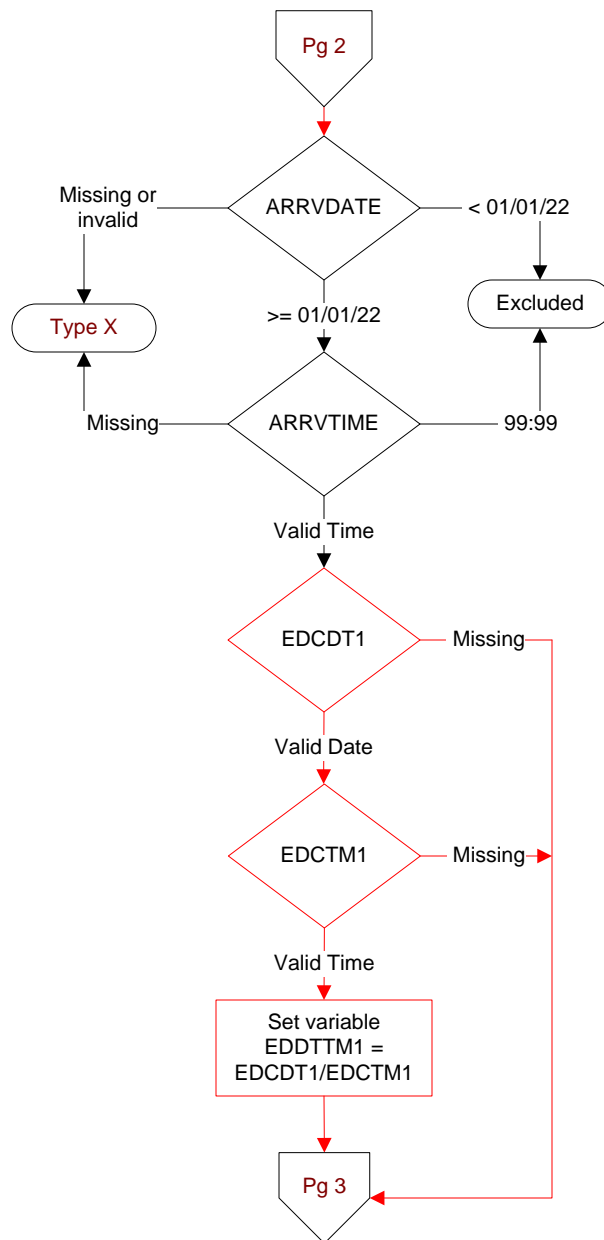 Pg 2
Missing or
invalid
ARRVDATE
< 01/01/22
Type X
>= 01/01/22
Excluded
Missing
ARRVTIME
99:99
Valid Time
EDCDT1
Missing
Valid Date
EDCTM1
Missing
Valid Time
Set variable
EDDTTM1 =
EDCDT1/EDCTM1
Pg 3